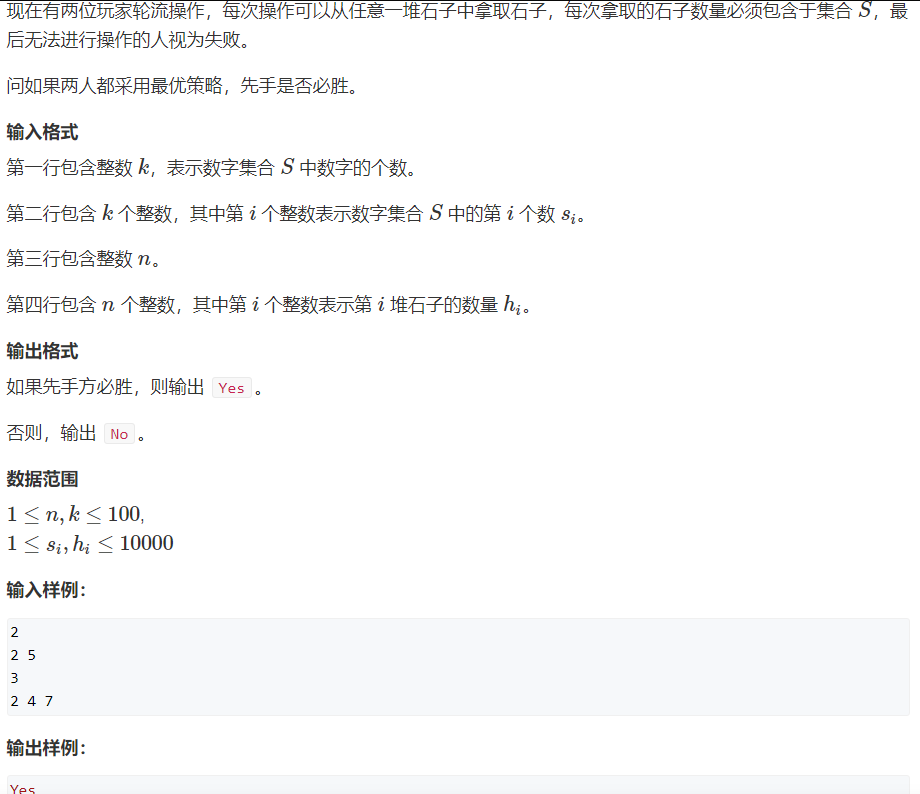 现在有两位玩家轮流操作，每次操作可以从任意一堆石子中拿取石子，每次拿取的石子数量必须包含于集合 S，最
后无法进行操作的人视为失败。
问如果两人都采用最优策略，先手是否必胜。
输入格式
第一行包含整数 k，表示数字集合 S 中数字的个数。
第二行包含 k 个整数，其中第 i 个整数表示数字集合 S 中的第 i 个数 sᵢ。
第三行包含整数 n。
第四行包含 n 个整数，其中第 i 个整数表示第 i 堆石子的数量 hᵢ。
输出格式
如果先手方必胜，则输出 Yes 。
否则，输出 No 。
数据范围
1 ≤ n, k ≤ 100,
1 ≤ sᵢ, hᵢ ≤ 10000
输入样例：
2
2 5
3
2 4 7
输出样例：
Yes